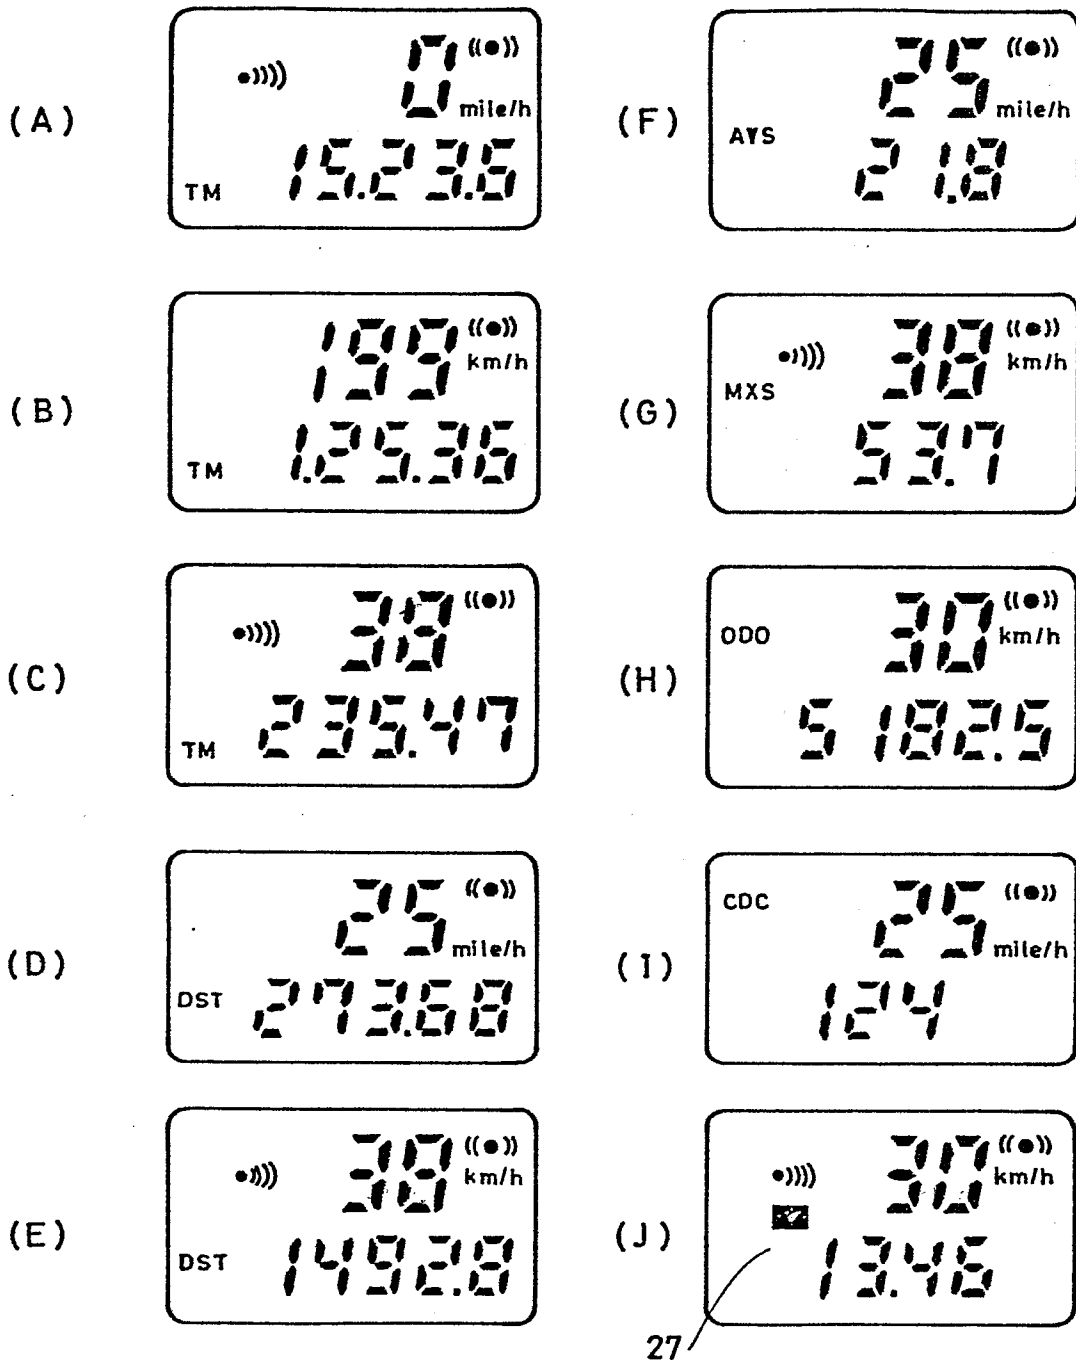 (A)
0
mile/h
TM 15.23.6
(B)
199
km/h
TM 1.25.36
(C)
38
TM 235.47
(D)
25
mile/h
DST 273.68
(E)
38
km/h
DST 1492.8
(F)
25
mile/h
AYS
21.8
(G)
38
km/h
MXS
53.7
(H)
ODO 30
km/h
5182.5
(I)
CDC 25
mile/h
124
(J)
30
km/h
13.46
27